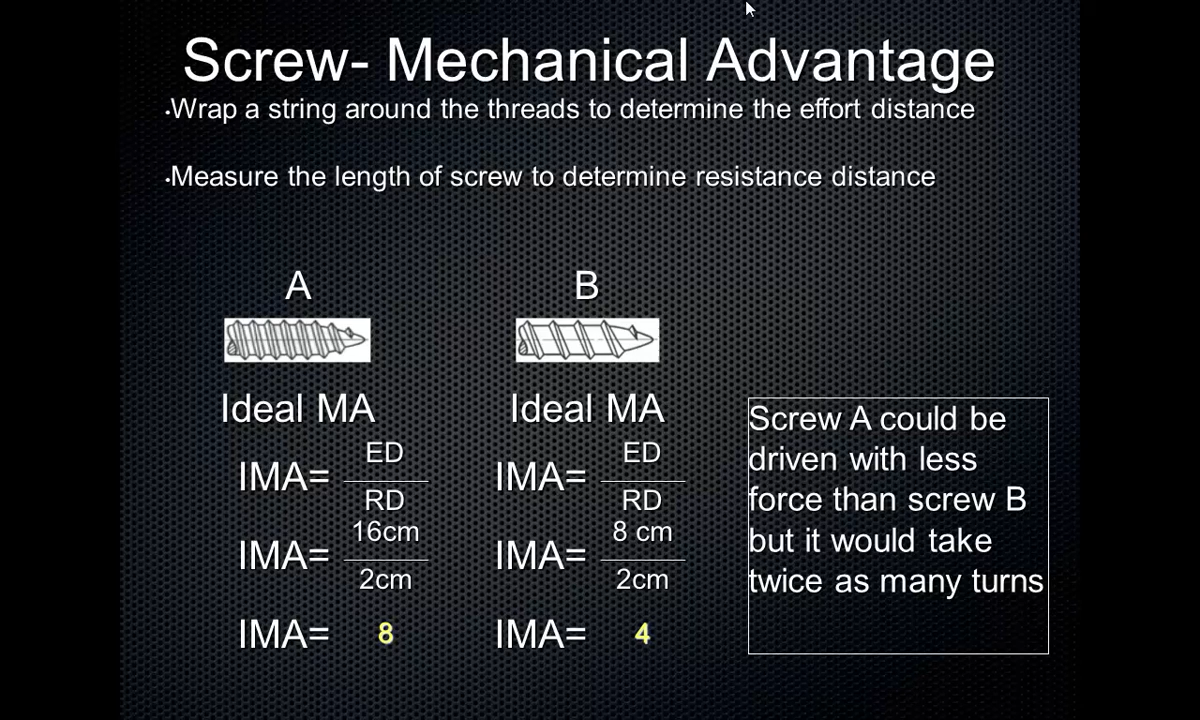 Screw- Mechanical Advantage
•Wrap a string around the threads to determine the effort distance
•Measure the length of screw to determine resistance distance
A
B
Ideal MA
Ideal MA
IMA= ED
RD
IMA= ED
RD
IMA= 16cm
2cm
IMA= 8 cm
2cm
IMA= 8
IMA= 4
Screw A could be
driven with less
force than screw B
but it would take
twice as many turns